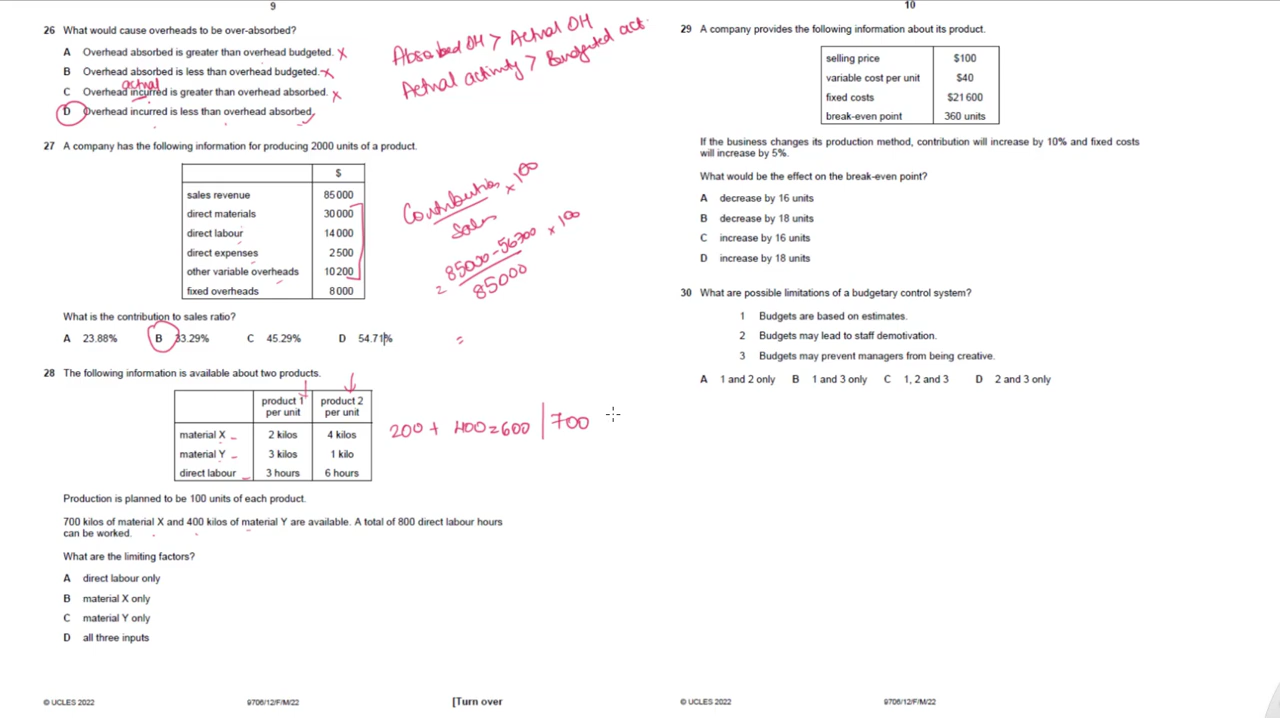 9
26 What would cause overheads to be over-absorbed?
A Overhead absorbed is greater than overhead budgeted. x
B Overhead absorbed is less than overhead budgeted. x
actual
C Overhead incurred is greater than overhead absorbed. x
D Overhead incurred is less than overhead absorbed.
Absorbed OH > Actual OH
Actual activity > Budgeted act.
27 A company has the following information for producing 2000 units of a product.
$
sales revenue 85 000
direct materials 30 000
direct labour 14 000
direct expenses 2 500
other variable overheads 10 200
fixed overheads 8 000
Contribution x 100
Sales
= 85000 - 56700 x 100
85000
=
What is the contribution to sales ratio?
A 23.88% B 33.29% C 45.29% D 54.71%
28 The following information is available about two products.
product 1 product 2
per unit per unit
material X 2 kilos 4 kilos
material Y 3 kilos 1 kilo
direct labour 3 hours 6 hours
200 + 400 = 600 | 700
Production is planned to be 100 units of each product.
700 kilos of material X and 400 kilos of material Y are available. A total of 800 direct labour hours
can be worked.
What are the limiting factors?
A direct labour only
B material X only
C material Y only
D all three inputs
© UCLES 2022 9706/12/F/M/22 [Turn over
10
29 A company provides the following information about its product.
selling price $100
variable cost per unit $40
fixed costs $21 600
break-even point 360 units
If the business changes its production method, contribution will increase by 10% and fixed costs
will increase by 5%.
What would be the effect on the break-even point?
A decrease by 16 units
B decrease by 18 units
C increase by 16 units
D increase by 18 units
30 What are possible limitations of a budgetary control system?
1 Budgets are based on estimates.
2 Budgets may lead to staff demotivation.
3 Budgets may prevent managers from being creative.
A 1 and 2 only B 1 and 3 only C 1, 2 and 3 D 2 and 3 only
© UCLES 2022 9706/12/F/M/22